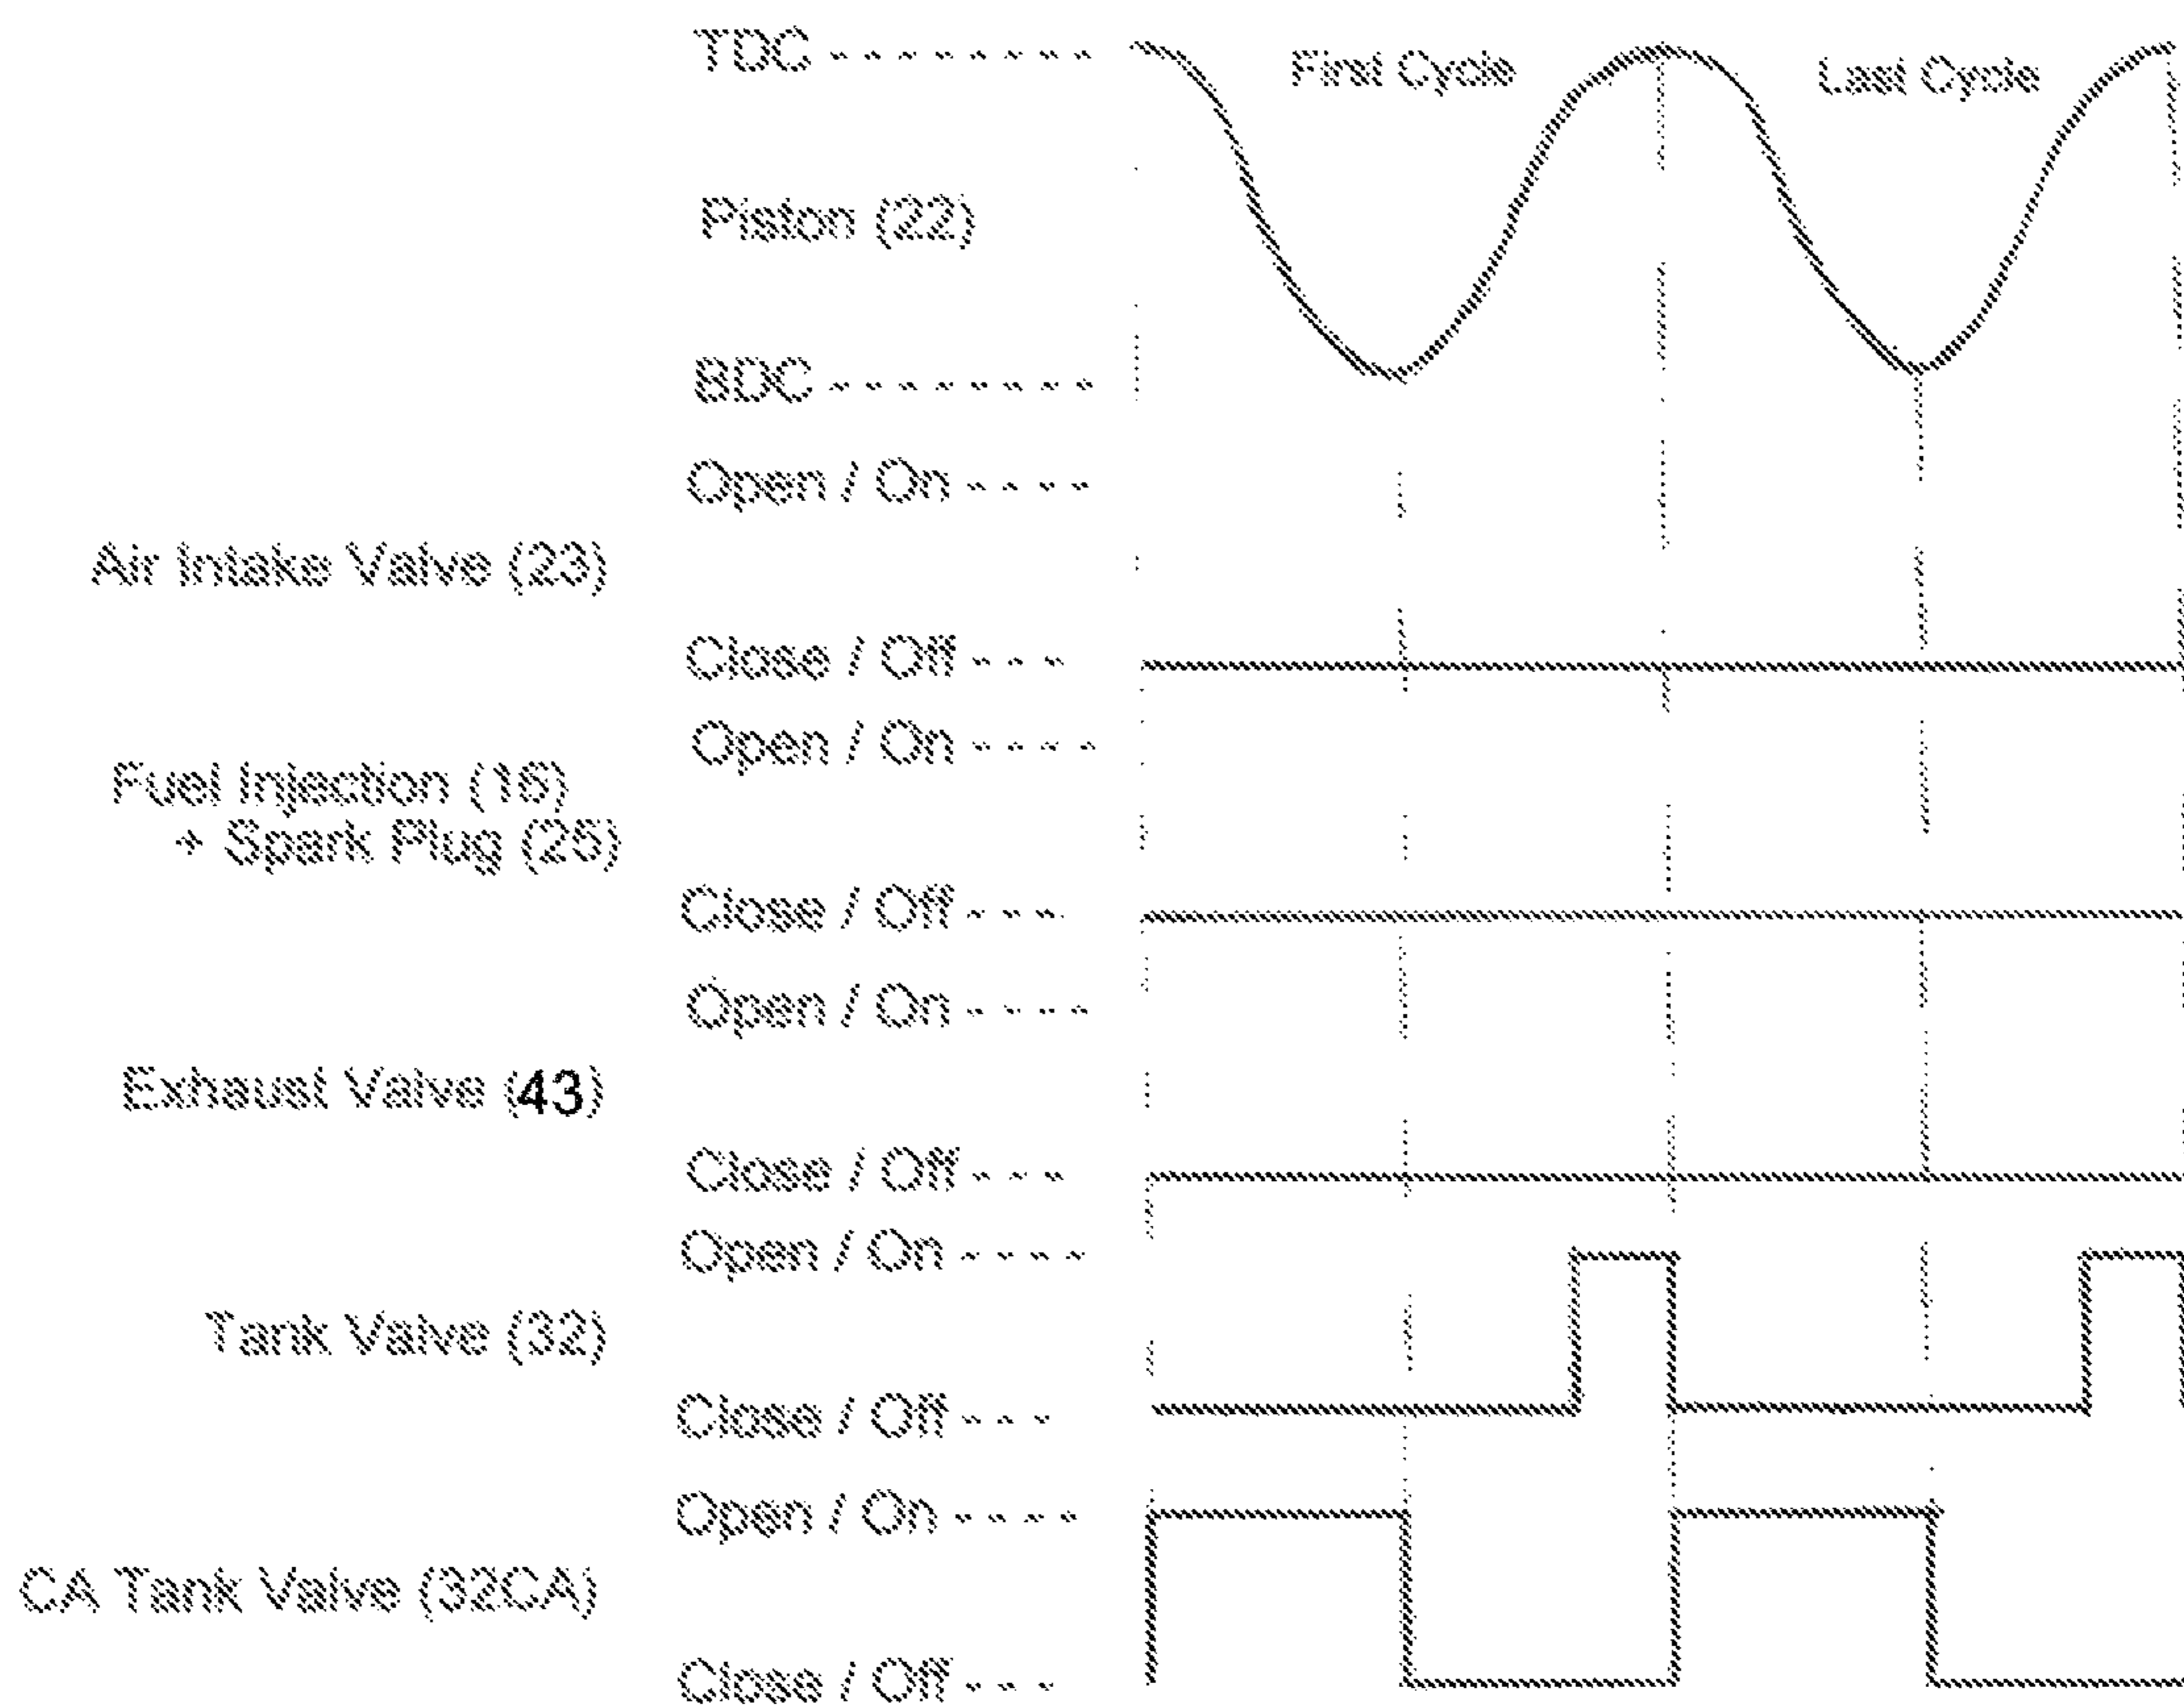 TDC
First Cycle
Last Cycle
Piston (22)
BDC
Open / On
Air Intake Valve (23)
Close / Off
Open / On
Fuel Injection (16)
+ Spark Plug (25)
Close / Off
Open / On
Exhaust Valve (43)
Close / Off
Open / On
Tank Valve (32)
Close / Off
Open / On
CA Tank Valve (32CA)
Close / Off